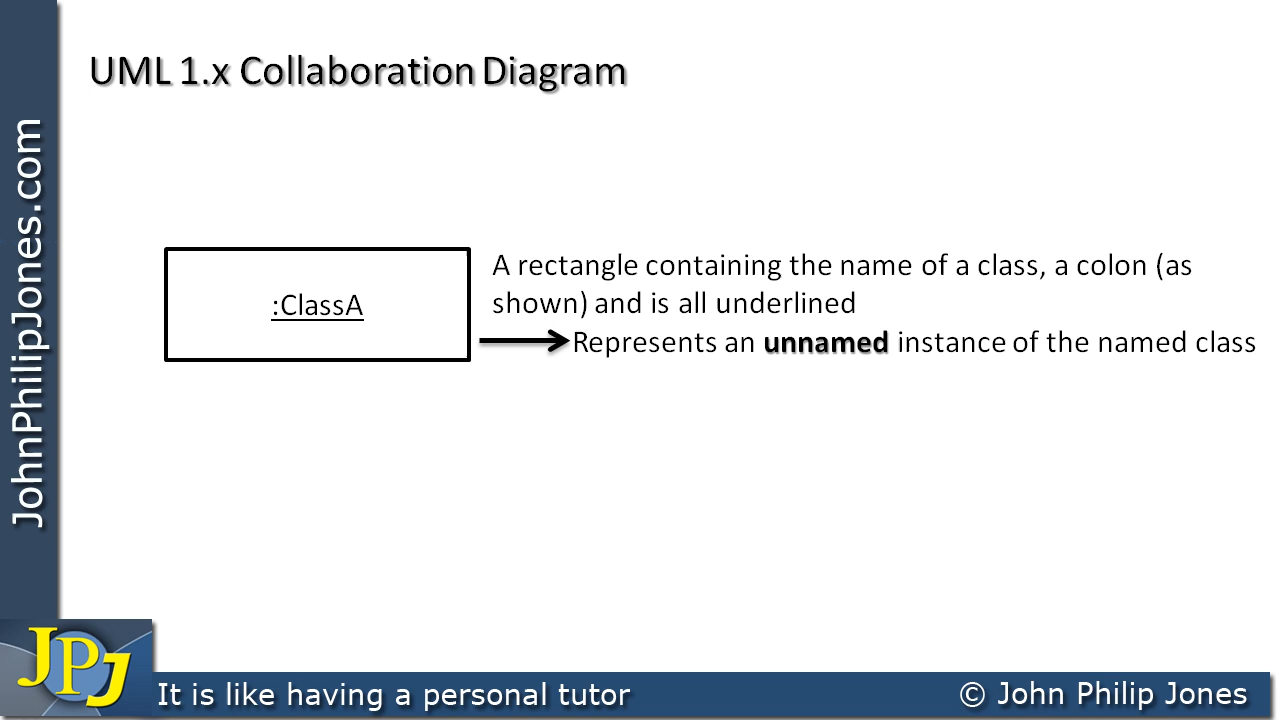 UML 1.x Collaboration Diagram
JohnPhilipJones.com
:ClassA
A rectangle containing the name of a class, a colon (as
shown) and is all underlined
Represents an unnamed instance of the named class
JPJ
It is like having a personal tutor
© John Philip Jones